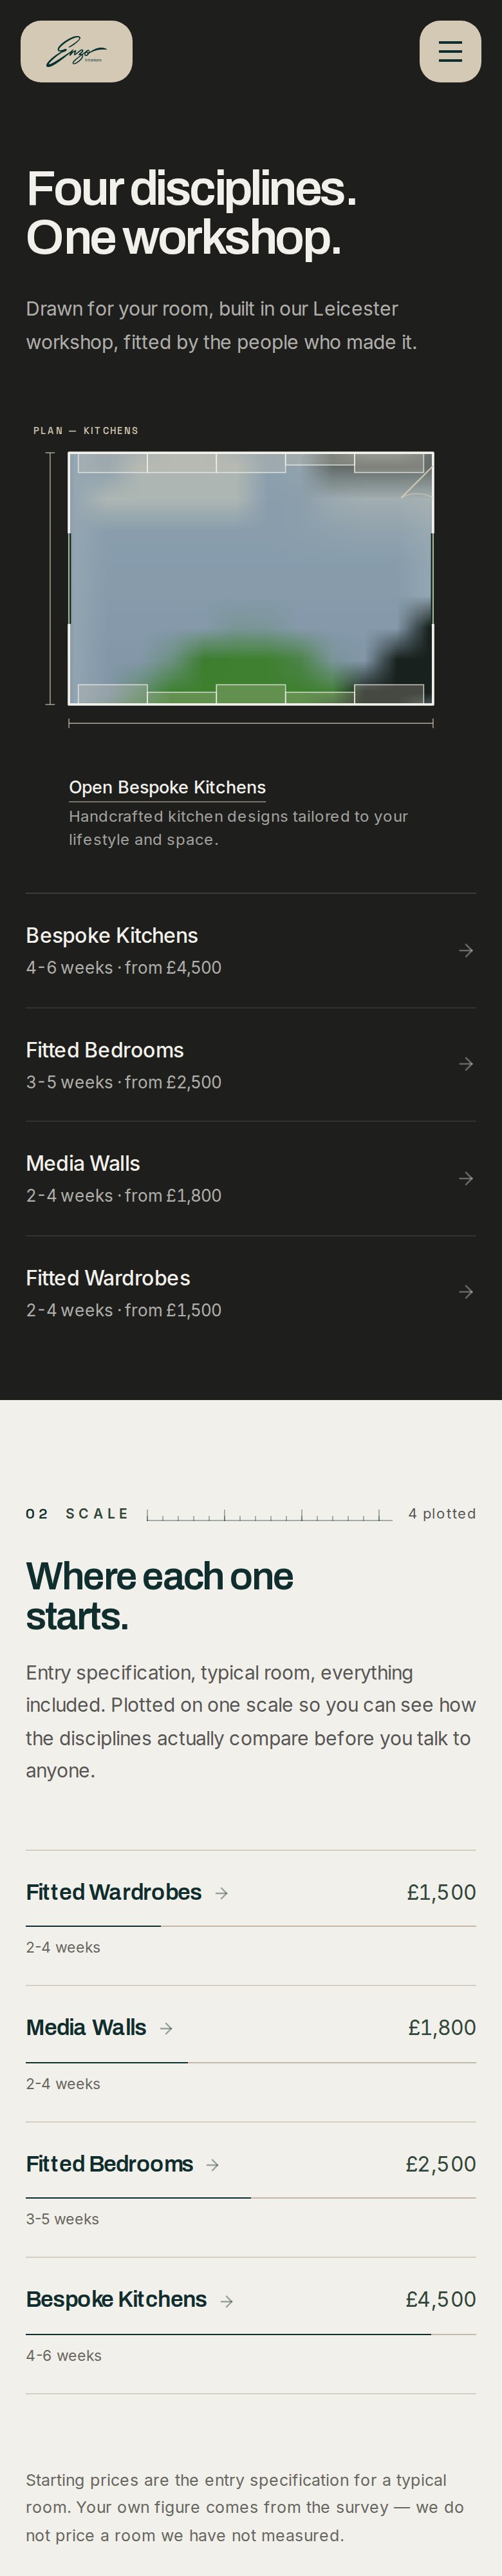 Enzo
Four disciplines.
One workshop.
Drawn for your room, built in our Leicester
workshop, fitted by the people who made it.
PLAN — KITCHENS
Open Bespoke Kitchens
Handcrafted kitchen designs tailored to your
lifestyle and space.
Bespoke Kitchens
4-6 weeks · from £4,500
Fitted Bedrooms
3-5 weeks · from £2,500
Media Walls
2-4 weeks · from £1,800
Fitted Wardrobes
2-4 weeks · from £1,500
02 SCALE 4 plotted
Where each one
starts.
Entry specification, typical room, everything
included. Plotted on one scale so you can see how
the disciplines actually compare before you talk to
anyone.
Fitted Wardrobes £1,500
2-4 weeks
Media Walls £1,800
2-4 weeks
Fitted Bedrooms £2,500
3-5 weeks
Bespoke Kitchens £4,500
4-6 weeks
Starting prices are the entry specification for a typical
room. Your own figure comes from the survey — we do
not price a room we have not measured.